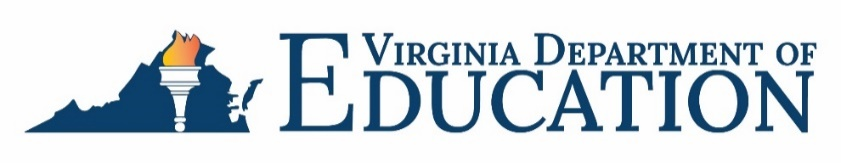 VIRGINIA DEPARTMENT OF
EDUCATION